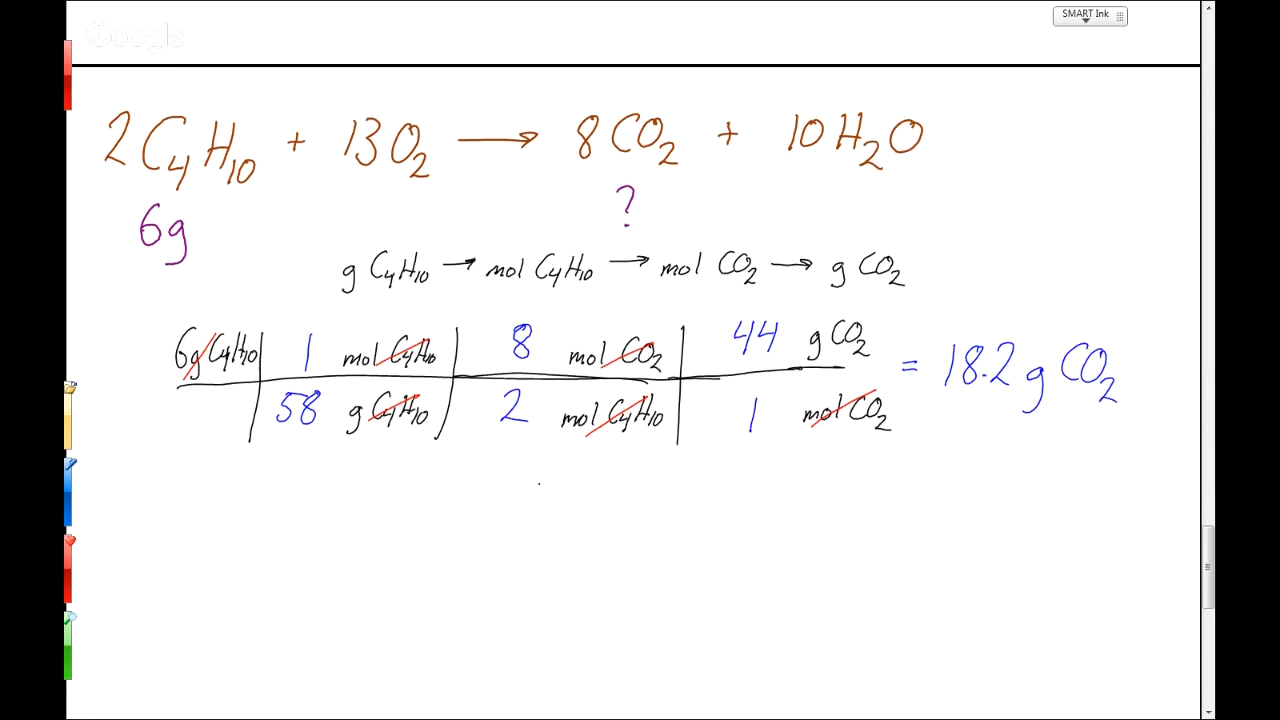 SMART Ink
Google
2C₄H₁₀ + 13O₂ → 8CO₂ + 10H₂O
6g ?
g C₄H₁₀ → mol C₄H₁₀ → mol CO₂ → g CO₂
6g C₄H₁₀ | 1 mol C₄H₁₀ | 8 mol CO₂ | 44 g CO₂ = 18.2 g CO₂
58 g C₄H₁₀ | 2 mol C₄H₁₀ | 1 mol CO₂